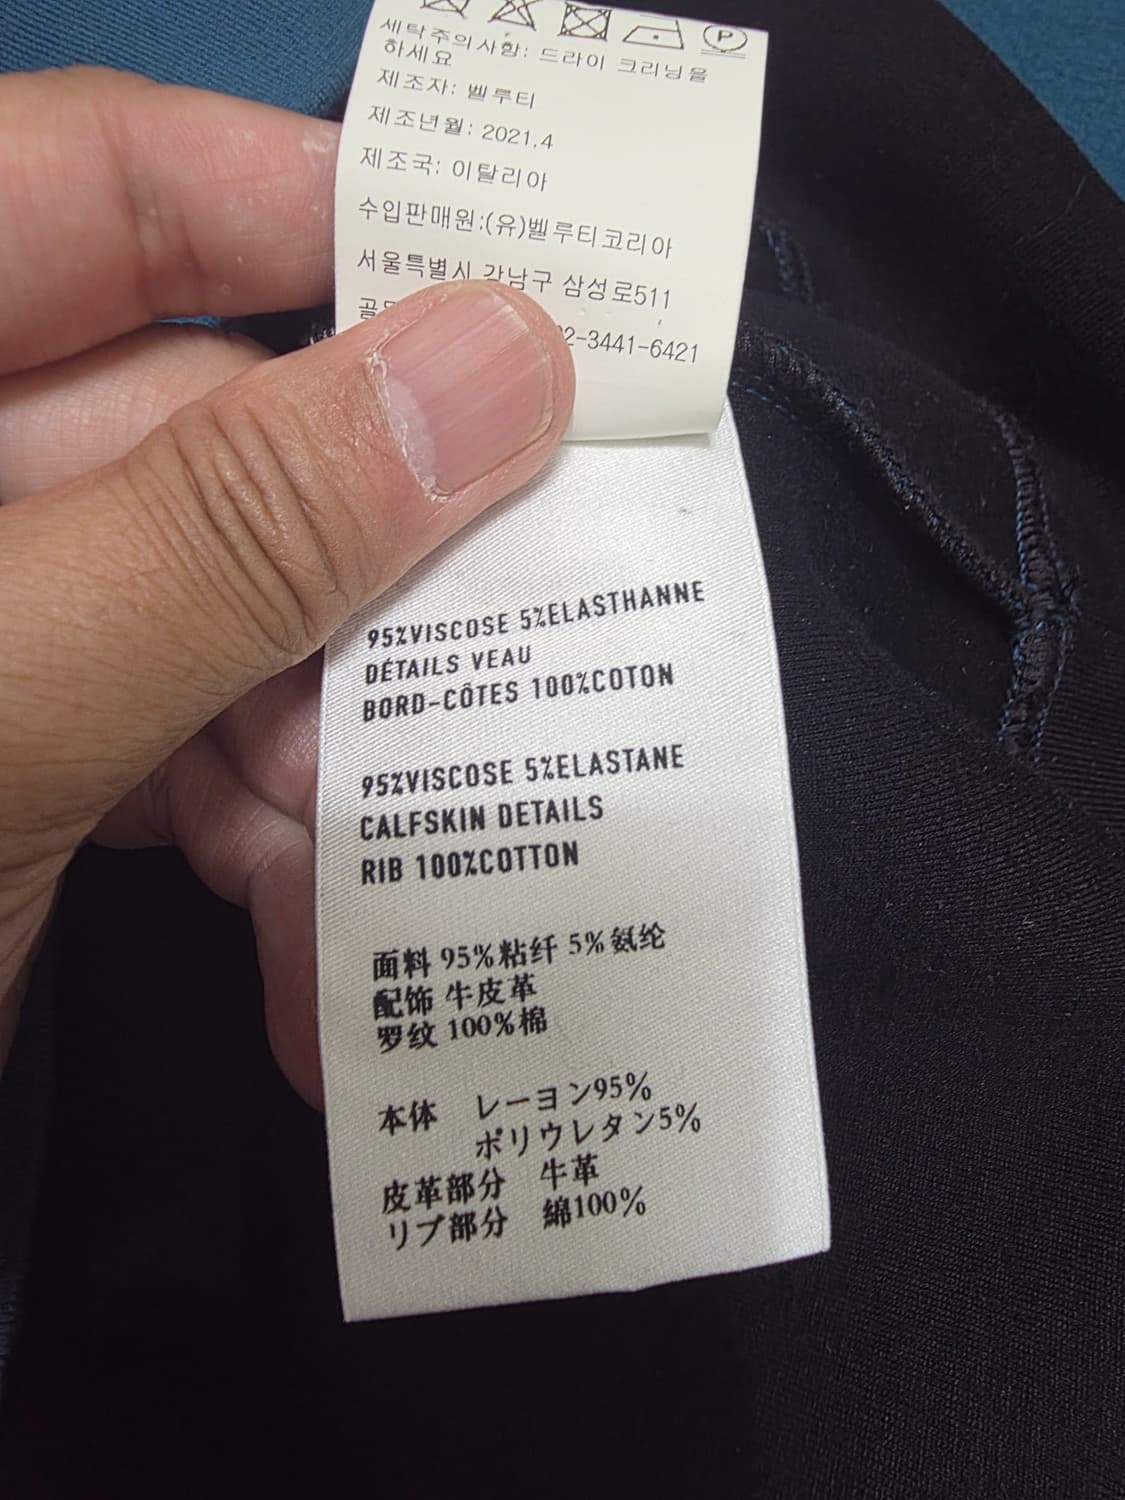 P
세탁주의사항: 드라이 크리닝을
하세요
제조자: 벨루티
제조년월: 2021.4
제조국: 이탈리아
수입판매원:(유)벨루티코리아
서울특별시 강남구 삼성로511
2-3441-6421
95%VISCOSE 5%ELASTHANNE
DÉTAILS VEAU
BORD-CÔTES 100%COTON
95%VISCOSE 5%ELASTANE
CALFSKIN DETAILS
RIB 100%COTTON
面料 95%粘纤 5%氨纶
配饰 牛皮革
罗纹 100%棉
本体 レーヨン95%
ポリウレタン5%
皮革部分 牛革
リブ部分 綿100%